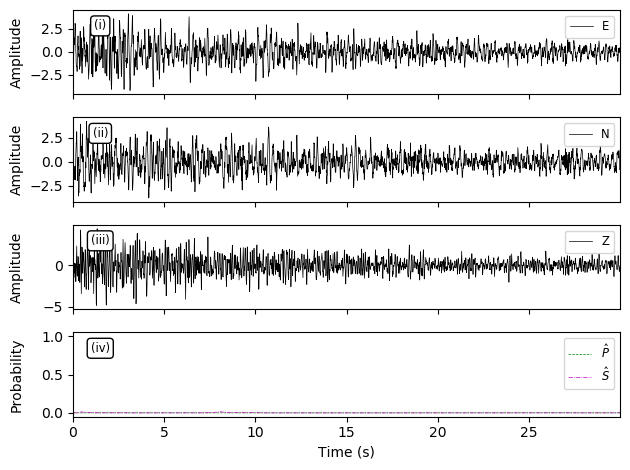 (i)
E
2.5
0.0
−2.5
Amplitude
(ii)
N
2.5
0.0
−2.5
Amplitude
(iii)
Z
0
−5
Amplitude
(iv)
P̂
Ŝ
1.0
0.5
0.0
Probability
0 5 10 15 20 25
Time (s)